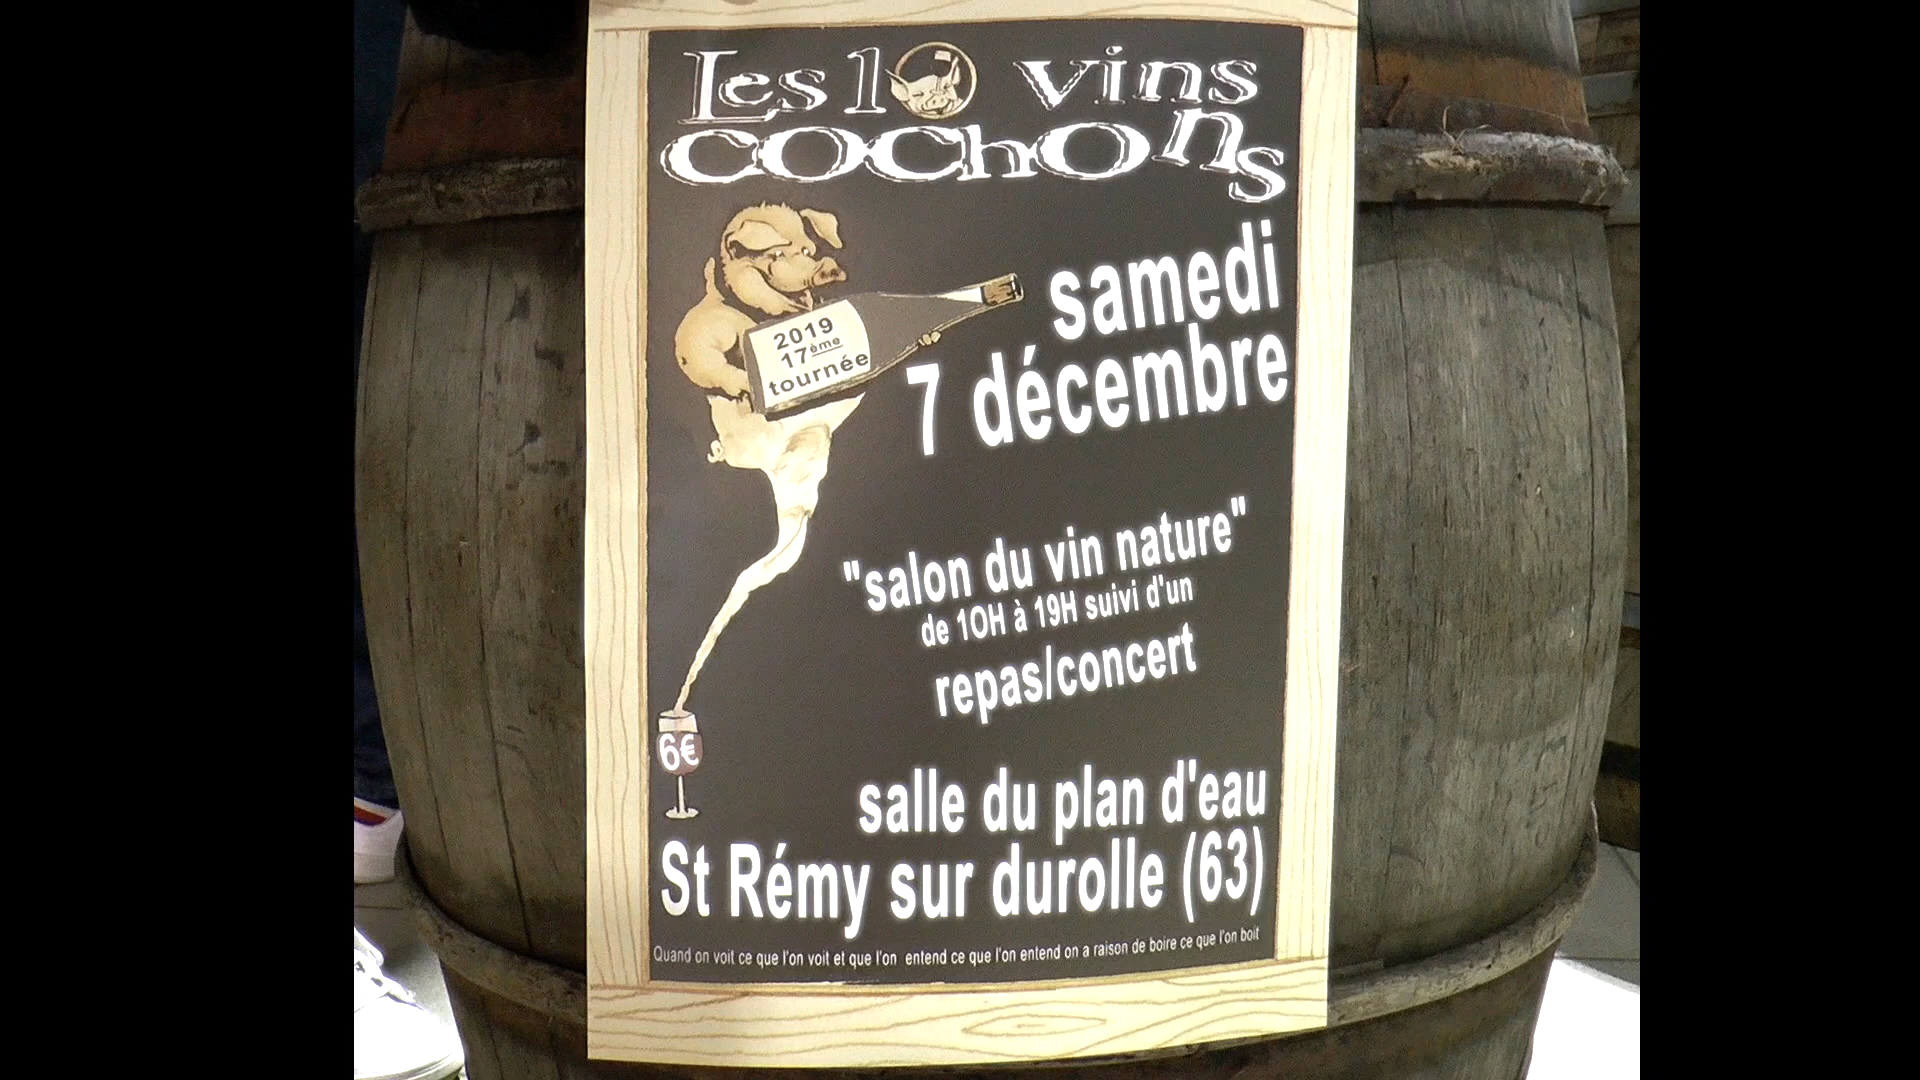 Les 10 vins
cochons
2019
17ème
tournée
samedi
7 décembre
"salon du vin nature"
de 10H à 19H suivi d'un
repas/concert
6€
salle du plan d'eau
St Rémy sur durolle (63)
Quand on voit ce que l'on voit et que l'on entend ce que l'on entend on a raison de boire ce que l'on boit